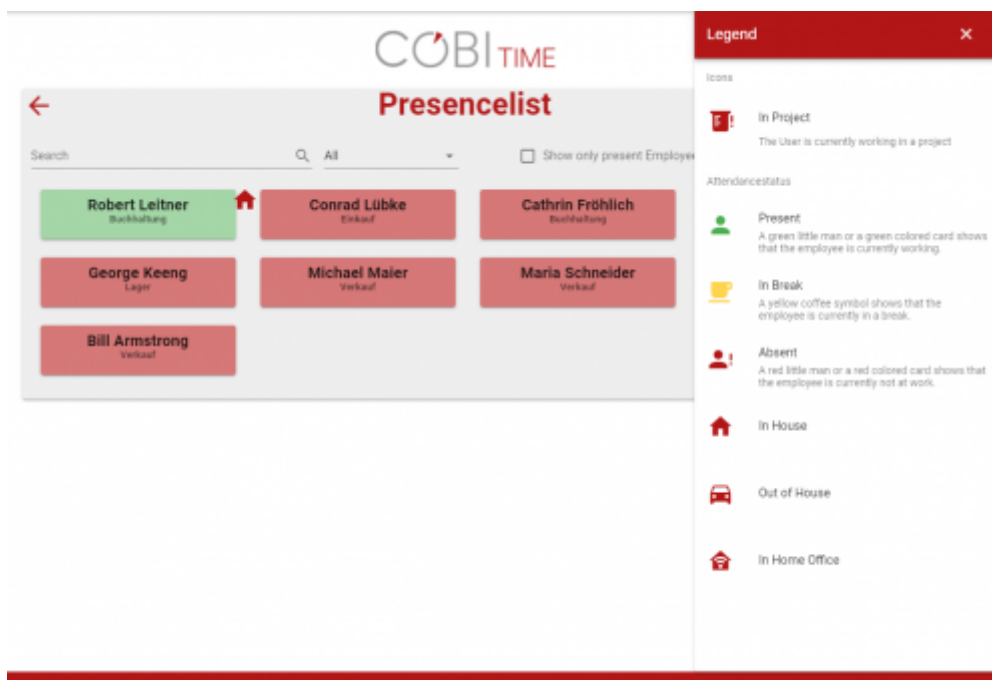 COBI TIME
Presencelist
Search
All
Show only present Employee
Robert Leitner
Buchhaltung
Conrad Lübke
Einkauf
Cathrin Fröhlich
Buchhaltung
George Keeng
Lager
Michael Maier
Verkauf
Maria Schneider
Verkauf
Bill Armstrong
Verkauf
Legend
Icons
In Project
The User is currently working in a project
Attendancestatus
Present
A green little man or a green colored card shows
that the employee is currently working.
In Break
A yellow coffee symbol shows that the
employee is currently in a break.
Absent
A red little man or a red colored card shows that
the employee is currently not at work.
In House
Out of House
In Home Office